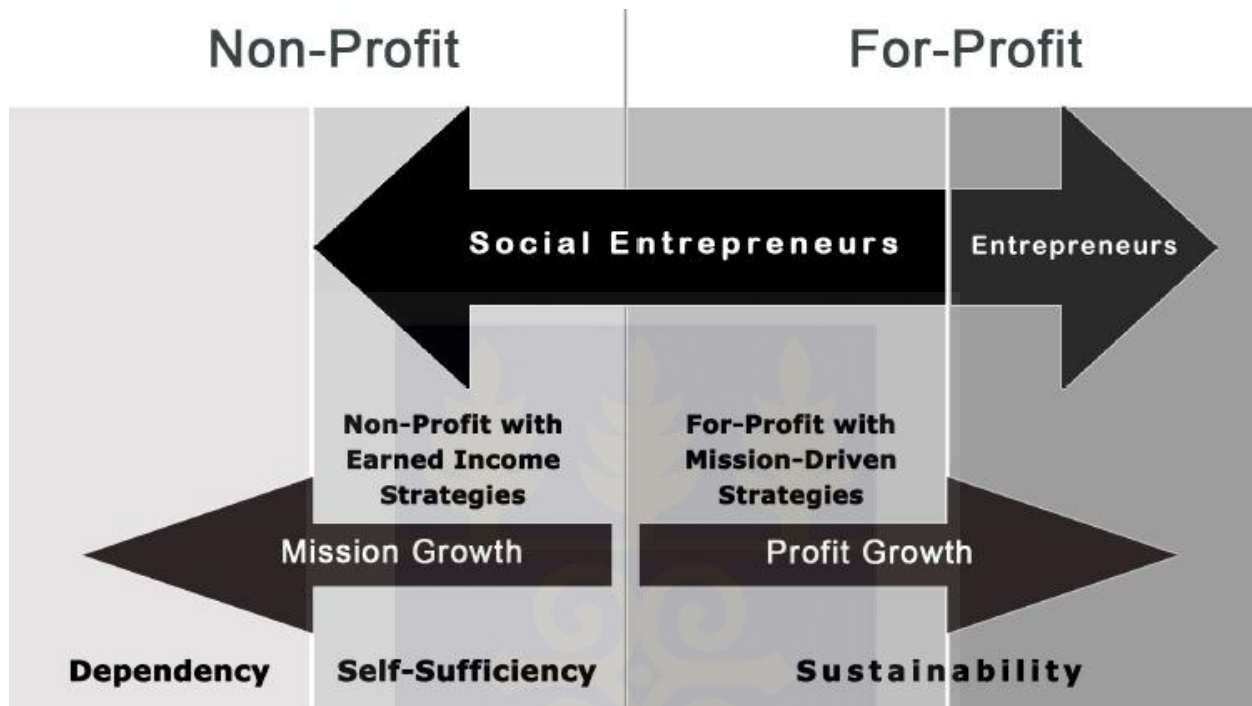 Non-Profit
For-Profit
Social Entrepreneurs
Entrepreneurs
Non-Profit with
Earned Income
Strategies
For-Profit with
Mission-Driven
Strategies
Mission Growth
Profit Growth
Dependency
Self-Sufficiency
Sustainability